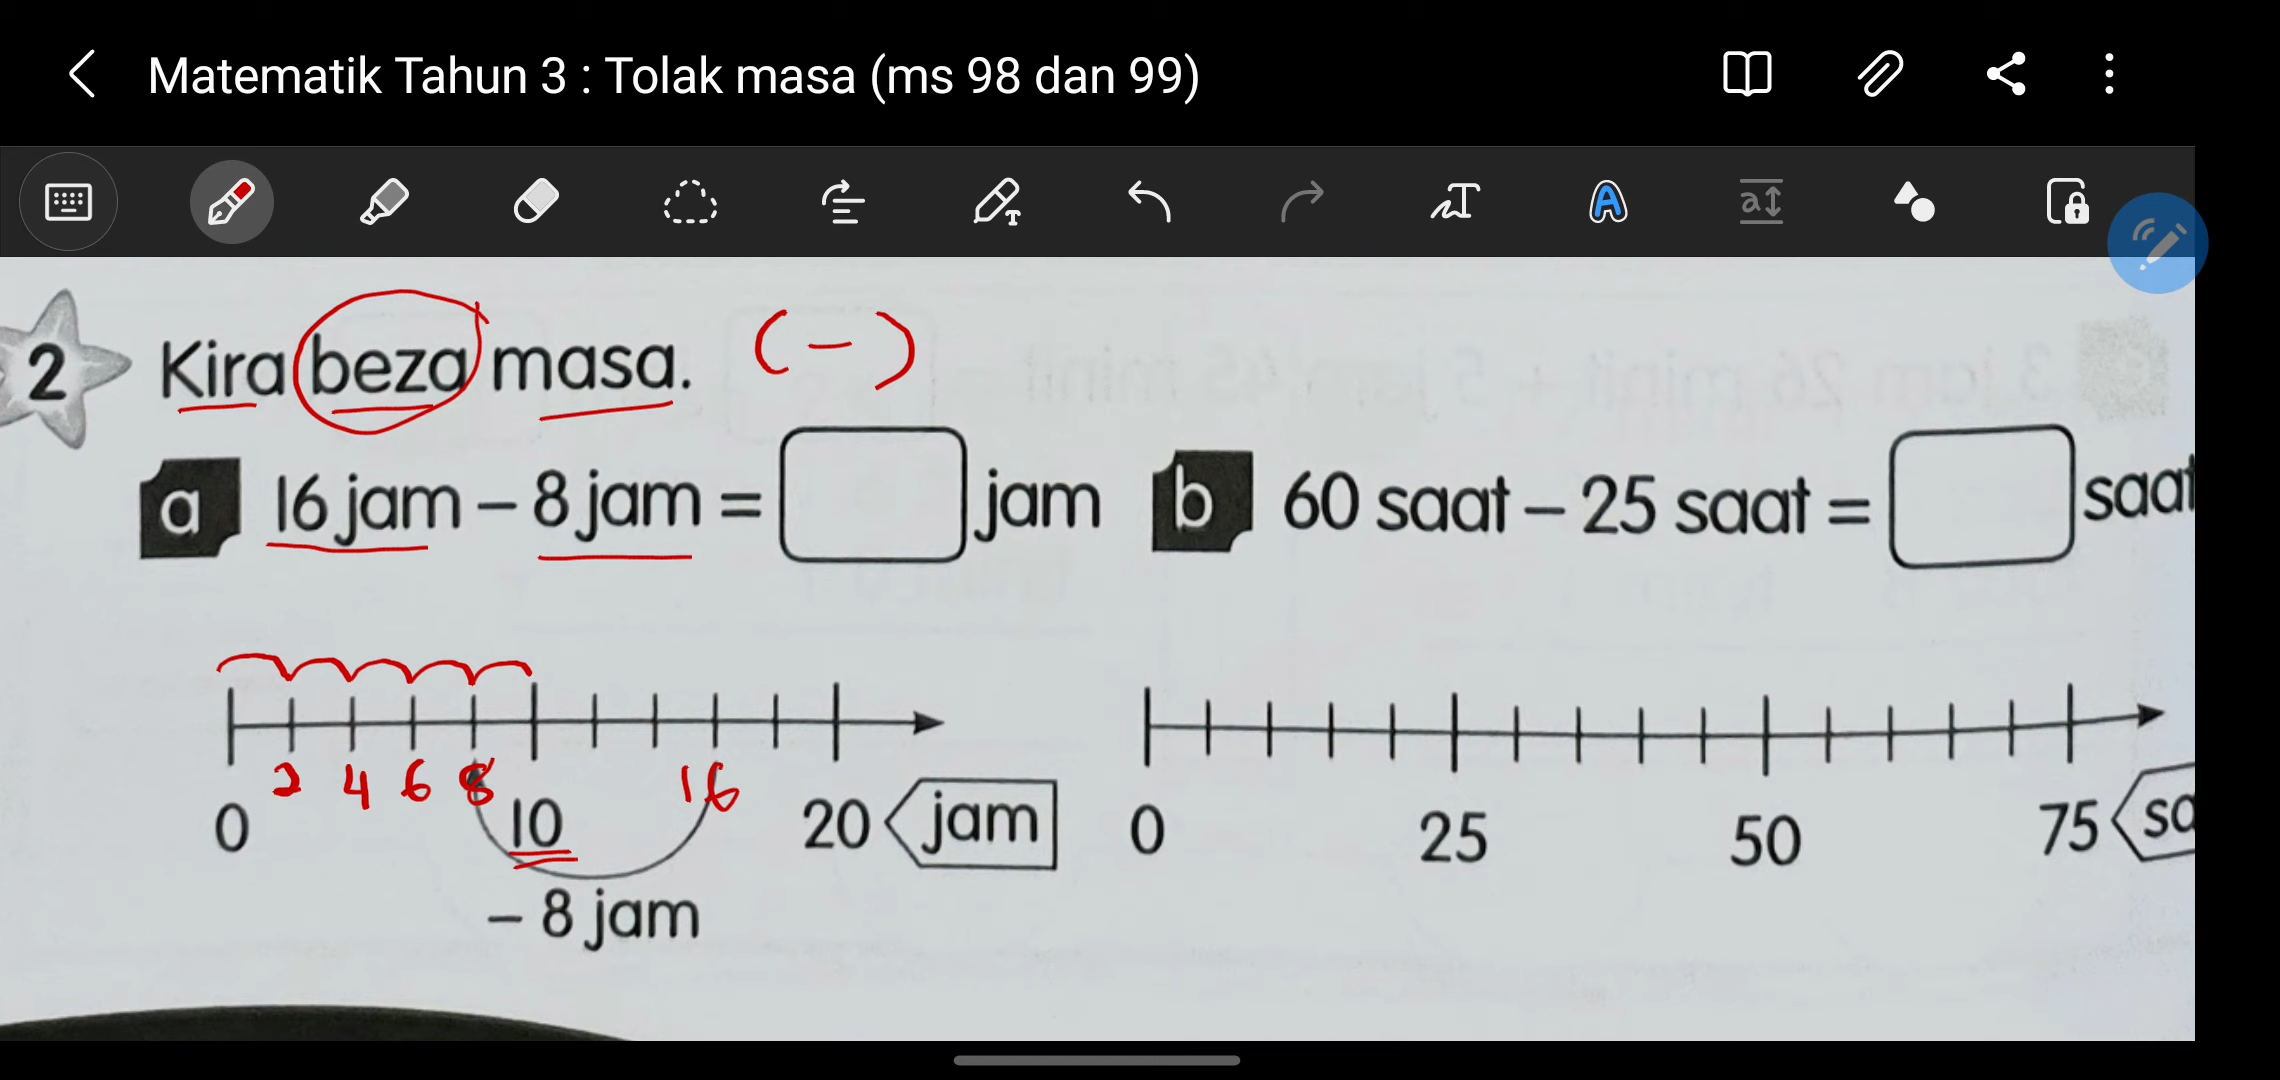 Matematik Tahun 3 : Tolak masa (ms 98 dan 99)
2 Kira beza masa. (-)
a 16 jam – 8 jam = jam
b 60 saat – 25 saat = saat
2 4 6 8 16
0 10 20 jam
– 8 jam
0 25 50 75 sa